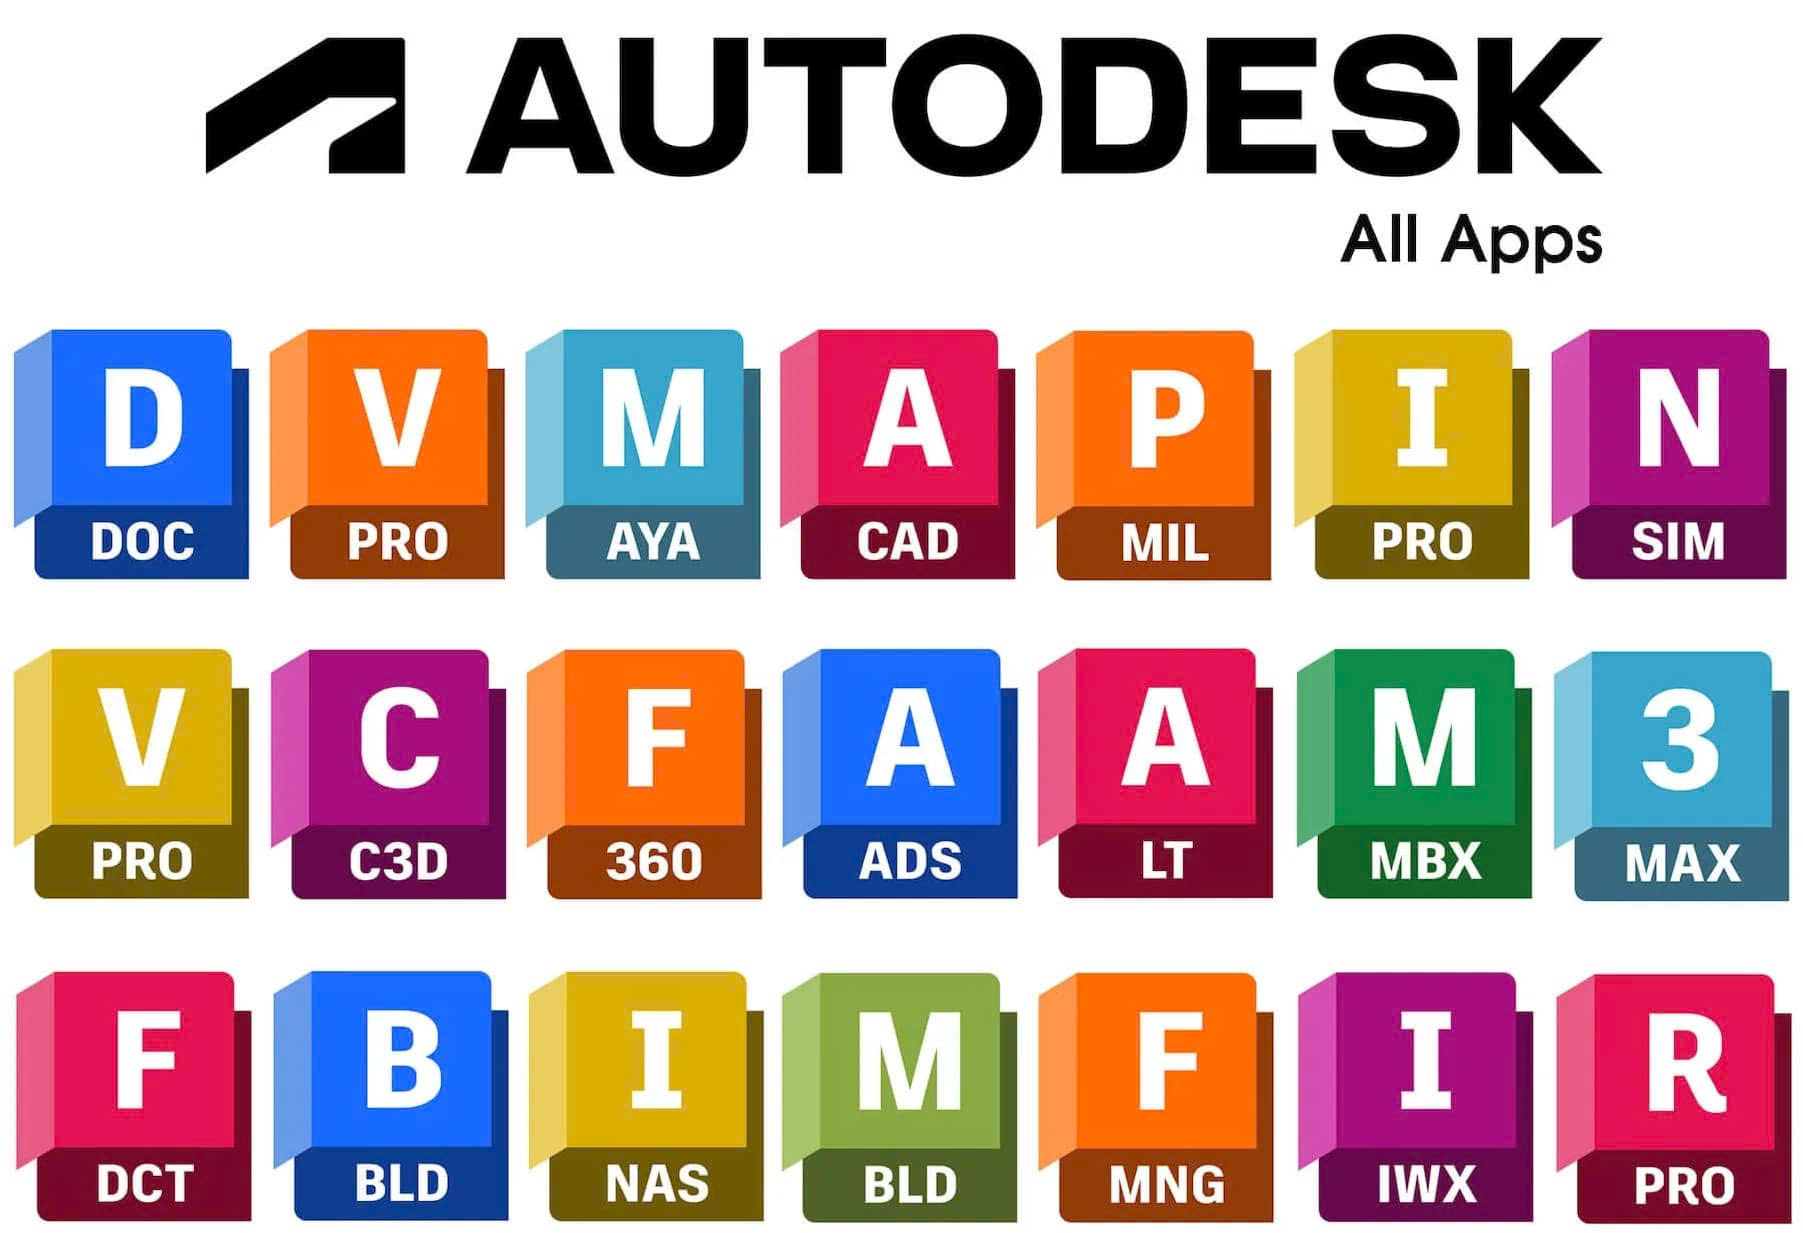 AUTODESK
All Apps
D V M A P I N
DOC PRO AYA CAD MIL PRO SIM
V C F A A M 3
PRO C3D 360 ADS LT MBX MAX
F B I M F I R
DCT BLD NAS BLD MNG IWX PRO